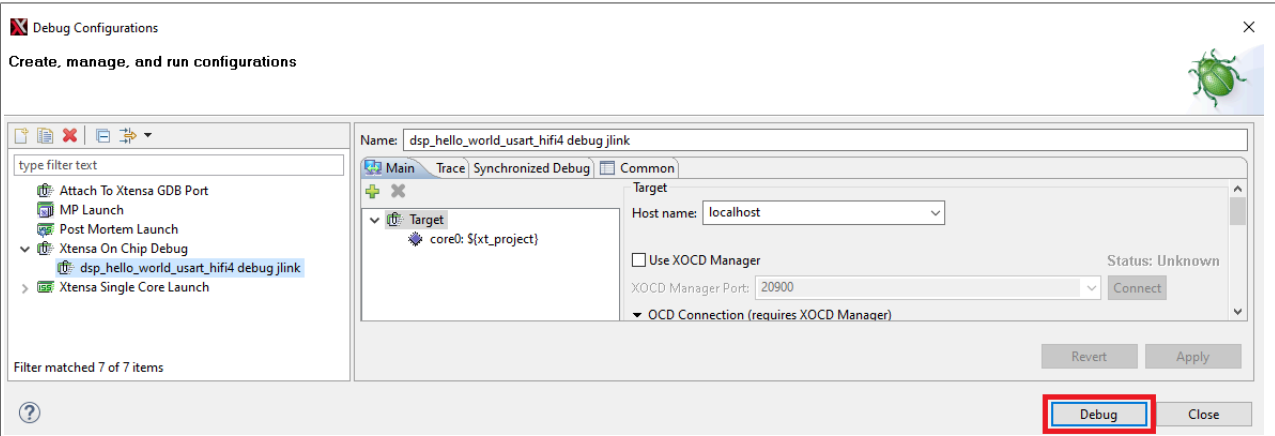 Debug Configurations
Create, manage, and run configurations
type filter text
Attach To Xtensa GDB Port
MP Launch
Post Mortem Launch
Xtensa On Chip Debug
dsp_hello_world_usart_hifi4 debug jlink
Xtensa Single Core Launch
Filter matched 7 of 7 items
Name: dsp_hello_world_usart_hifi4 debug jlink
Main Trace Synchronized Debug Common
Target
core0: ${xt_project}
Target
Host name: localhost
Use XOCD Manager Status: Unknown
XOCD Manager Port: 20900 Connect
OCD Connection (requires XOCD Manager)
Revert Apply
Debug Close